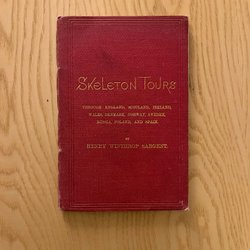 SKELETON TOURS
THROUGH ENGLAND, SCOTLAND, IRELAND,
WALES, DENMARK, NORWAY, SWEDEN,
RUSSIA, POLAND, AND SPAIN.
BY
HENRY WINTHROP SARGENT.